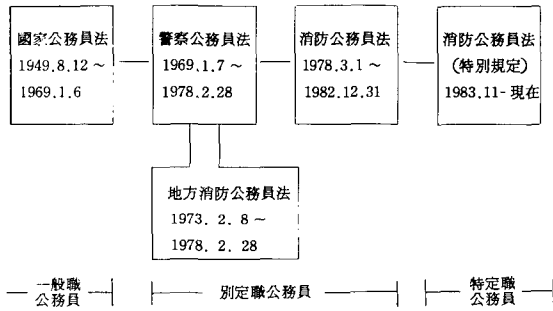 國家公務員法
1949.8.12 ~
1969.1.6
警察公務員法
1969.1.7 ~
1978.2.28
消防公務員法
1978.3.1 ~
1982.12.31
消防公務員法
(特別規定)
1983.11- 現在
地方消防公務員法
1973. 2. 8 ~
1978. 2. 28
一般職
公務員
別定職公務員
特定職
公務員